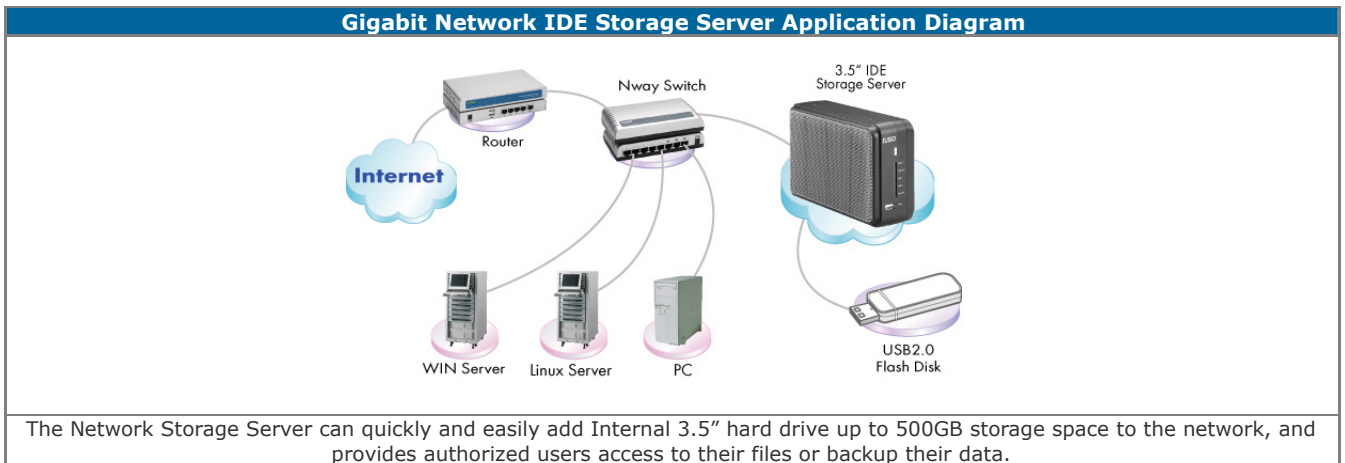 Gigabit Network IDE Storage Server Application Diagram
3.5” IDE
Storage Server
Nway Switch
Router
Internet
WIN Server
Linux Server
PC
USB2.0
Flash Disk
The Network Storage Server can quickly and easily add Internal 3.5” hard drive up to 500GB storage space to the network, and
provides authorized users access to their files or backup their data.